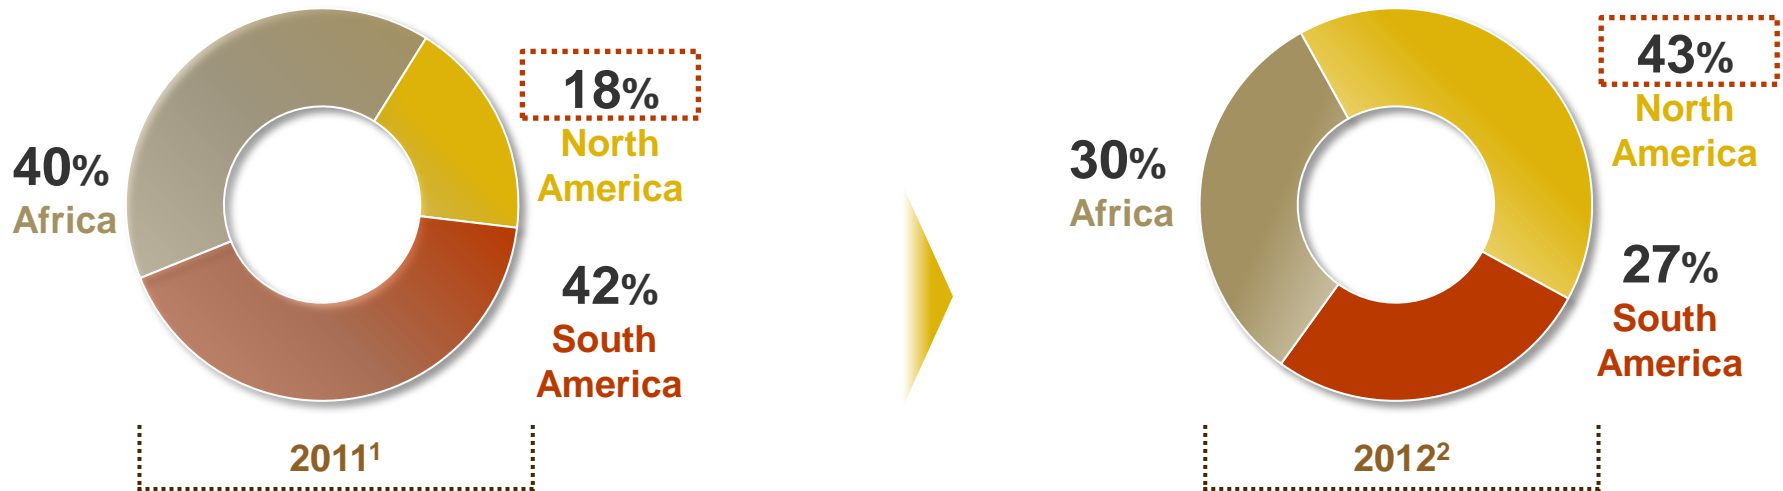 40%
Africa
18%
North
America
42%
South
America
2011¹
30%
Africa
43%
North
America
27%
South
America
2012²